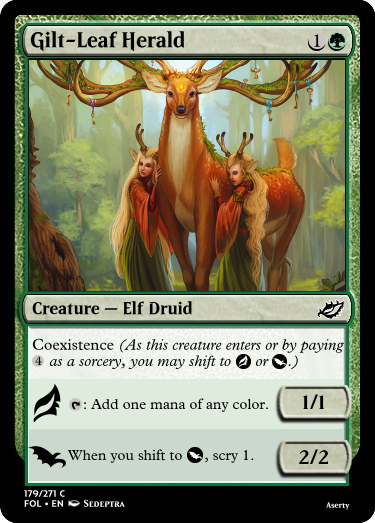 Gilt-Leaf Herald 1
Creature — Elf Druid
Coexistence (As this creature enters or by paying
4 as a sorcery, you may shift to or .)
: Add one mana of any color. 1/1
When you shift to , scry 1. 2/2
179/271 C
FOL • EN Sedeptra Aserty